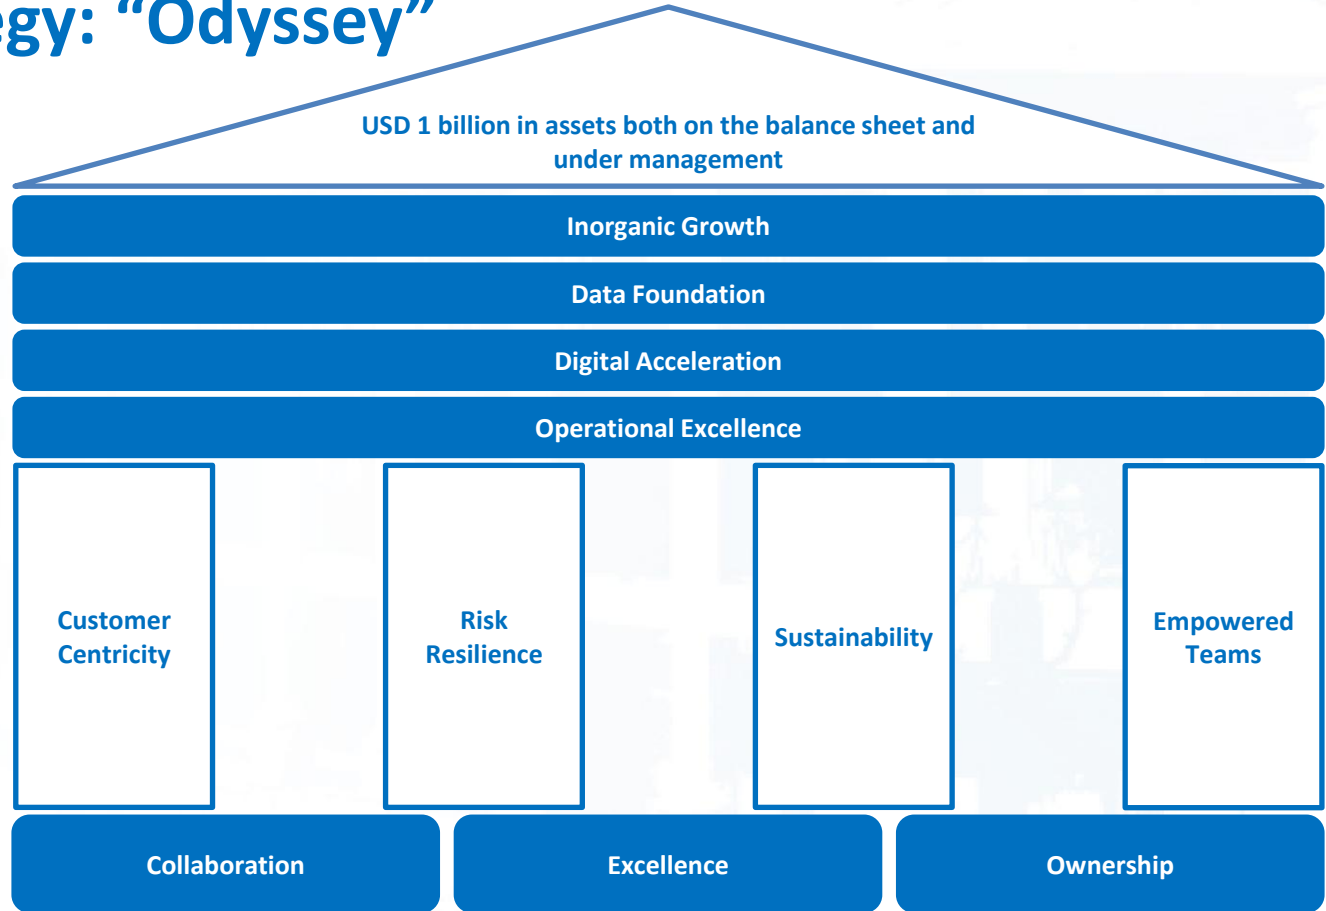 egy: “Odyssey”
USD 1 billion in assets both on the balance sheet and
under management
Inorganic Growth
Data Foundation
Digital Acceleration
Operational Excellence
Customer
Centricity
Risk
Resilience
Sustainability
Empowered
Teams
Collaboration
Excellence
Ownership